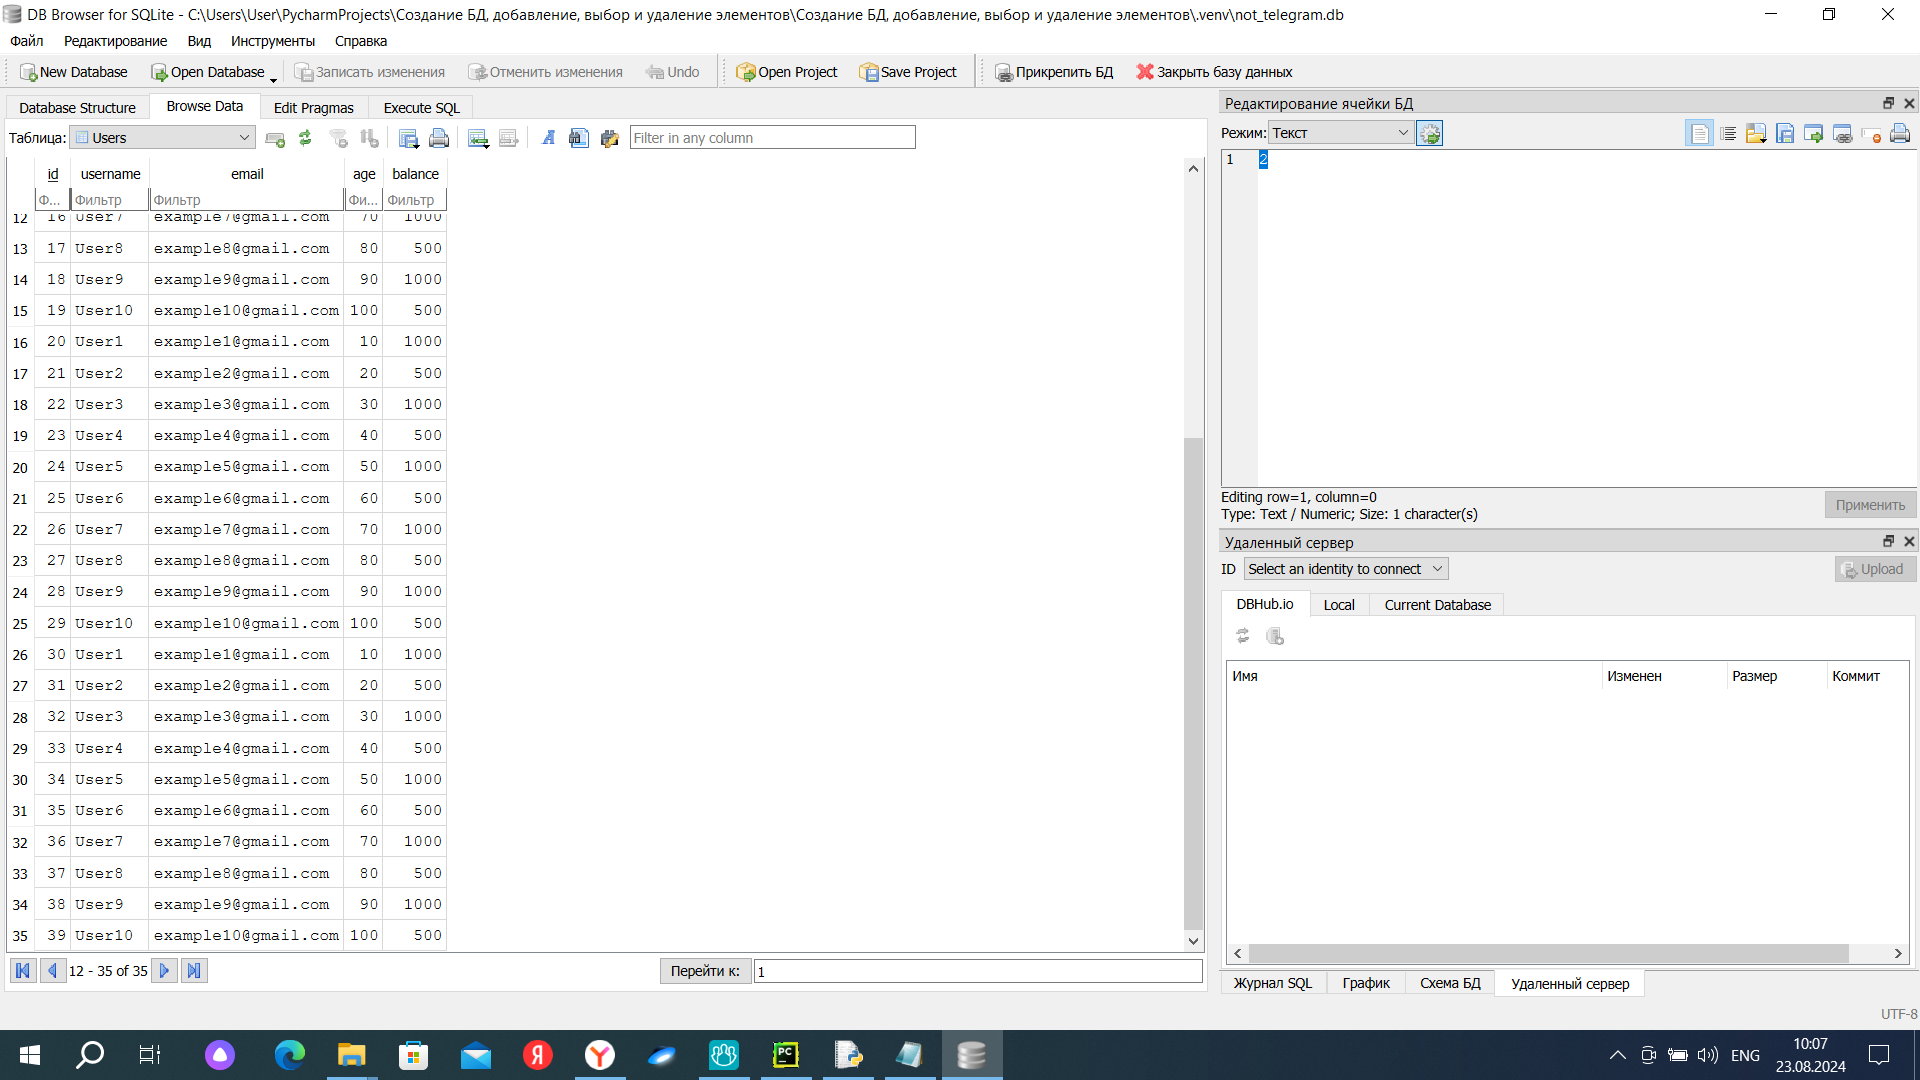 DB Browser for SQLite - C:\Users\User\PycharmProjects\Создание БД, добавление, выбор и удаление элементов\Создание БД, добавление, выбор и удаление элементов\.venv\not_telegram.db
Файл Редактирование Вид Инструменты Справка
New Database Open Database Записать изменения Отменить изменения Undo Open Project Save Project Прикрепить БД Закрыть базу данных
Database Structure Browse Data Edit Pragmas Execute SQL
Таблица: Users Filter in any column
id username email age balance
Ф... Фильтр Фильтр Фи... Фильтр
12 16 User7 example7@gmail.com 70 1000
13 17 User8 example8@gmail.com 80 500
14 18 User9 example9@gmail.com 90 1000
15 19 User10 example10@gmail.com 100 500
16 20 User1 example1@gmail.com 10 1000
17 21 User2 example2@gmail.com 20 500
18 22 User3 example3@gmail.com 30 1000
19 23 User4 example4@gmail.com 40 500
20 24 User5 example5@gmail.com 50 1000
21 25 User6 example6@gmail.com 60 500
22 26 User7 example7@gmail.com 70 1000
23 27 User8 example8@gmail.com 80 500
24 28 User9 example9@gmail.com 90 1000
25 29 User10 example10@gmail.com 100 500
26 30 User1 example1@gmail.com 10 1000
27 31 User2 example2@gmail.com 20 500
28 32 User3 example3@gmail.com 30 1000
29 33 User4 example4@gmail.com 40 500
30 34 User5 example5@gmail.com 50 1000
31 35 User6 example6@gmail.com 60 500
32 36 User7 example7@gmail.com 70 1000
33 37 User8 example8@gmail.com 80 500
34 38 User9 example9@gmail.com 90 1000
35 39 User10 example10@gmail.com 100 500
12 - 35 of 35 Перейти к: 1
Редактирование ячейки БД
Режим: Текст
1 2
Editing row=1, column=0
Type: Text / Numeric; Size: 1 character(s)
Применить
Удаленный сервер
ID Select an identity to connect Upload
DBHub.io Local Current Database
Имя Изменен Размер Коммит
Журнал SQL График Схема БД Удаленный сервер
UTF-8
Я Y PC ENG 10:07
23.08.2024